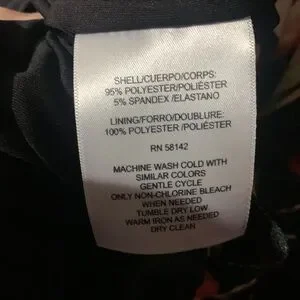 SHELL/CUERPO/CORPS:
95% POLYESTER/POLIÉSTER
5% SPANDEX/ELASTANO
LINING/FORRO/DOUBLURE:
100% POLYESTER/POLIÉSTER
RN 58142
MACHINE WASH COLD WITH
SIMILAR COLORS
GENTLE CYCLE
ONLY NON-CHLORINE BLEACH
WHEN NEEDED
TUMBLE DRY LOW
WARM IRON AS NEEDED
DRY CLEAN